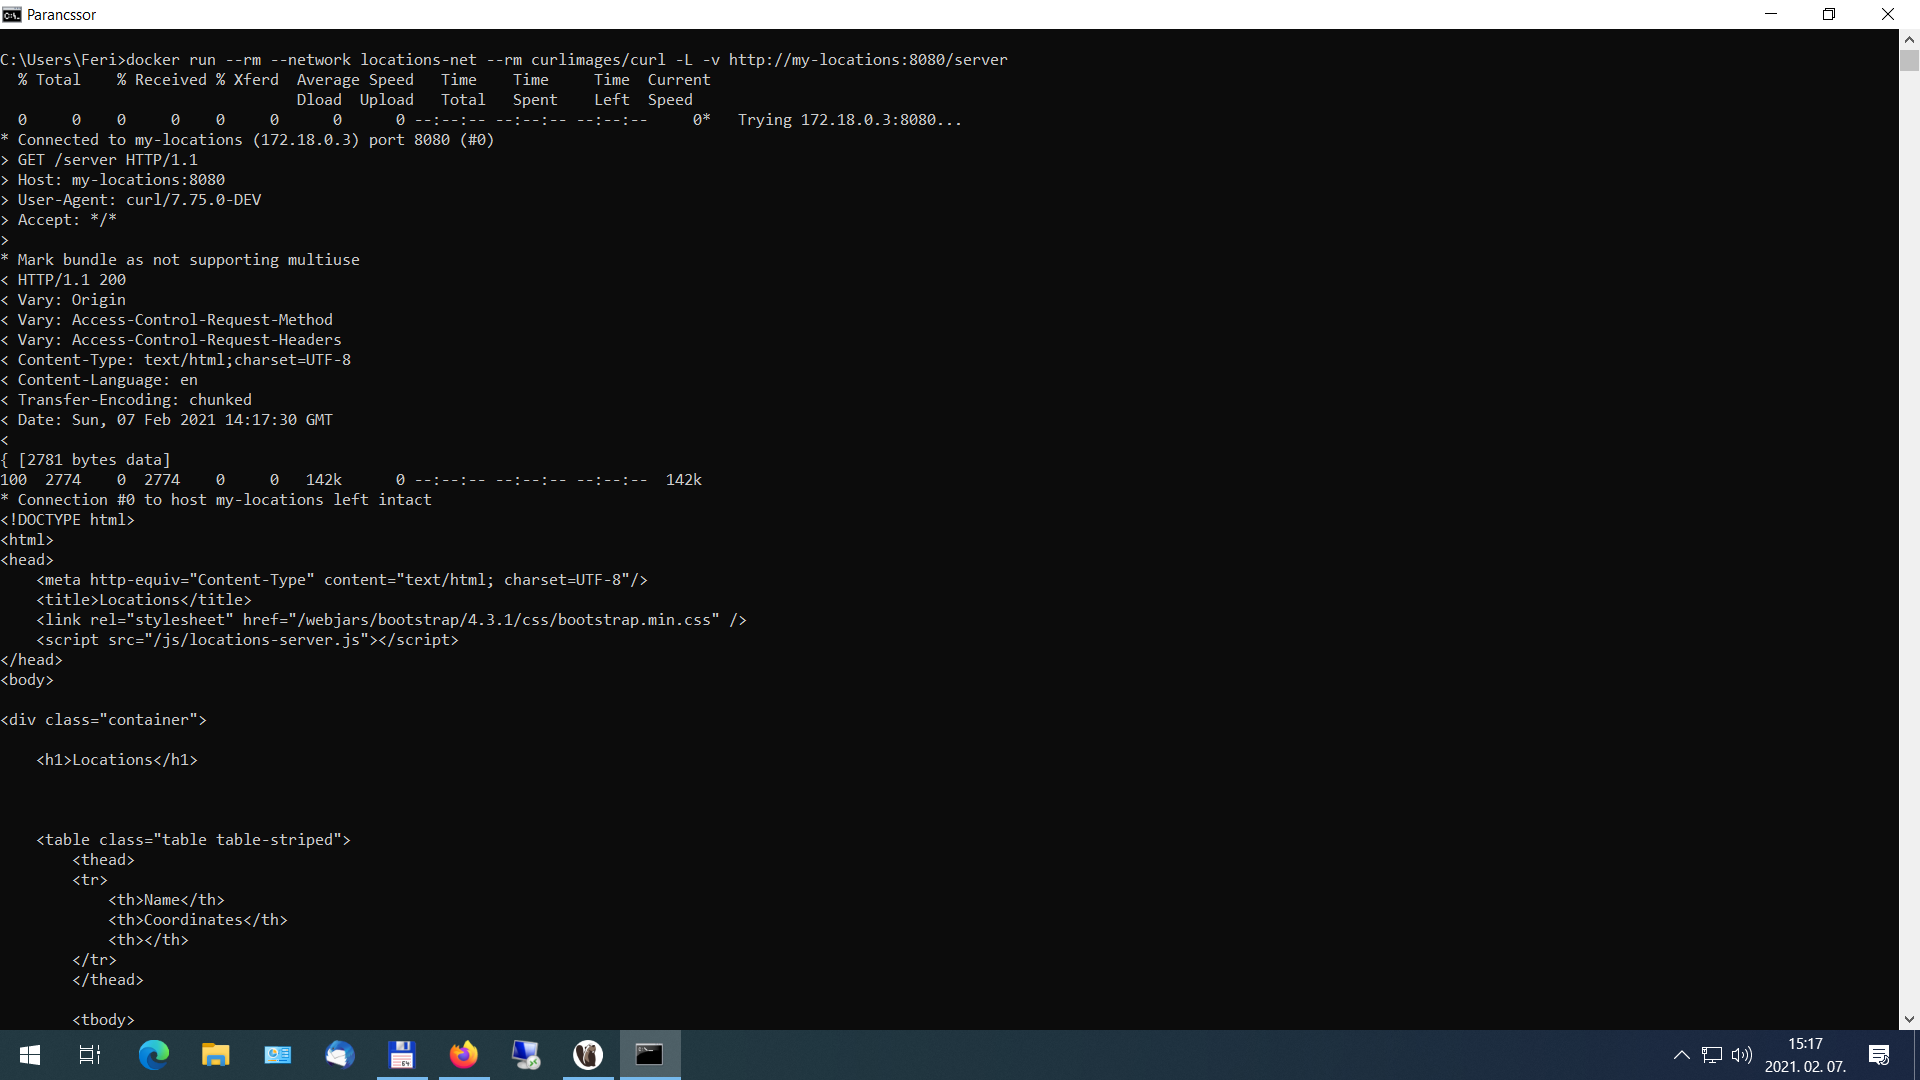 Parancssor
C:\Users\Feri>docker run --rm --network locations-net --rm curlimages/curl -L -v http://my-locations:8080/server
  % Total    % Received % Xferd  Average Speed   Time    Time     Time  Current
                                 Dload  Upload   Total   Spent    Left  Speed
  0     0    0     0    0     0      0      0 --:--:-- --:--:-- --:--:--     0*   Trying 172.18.0.3:8080...
* Connected to my-locations (172.18.0.3) port 8080 (#0)
> GET /server HTTP/1.1
> Host: my-locations:8080
> User-Agent: curl/7.75.0-DEV
> Accept: */*
>
* Mark bundle as not supporting multiuse
< HTTP/1.1 200
< Vary: Origin
< Vary: Access-Control-Request-Method
< Vary: Access-Control-Request-Headers
< Content-Type: text/html;charset=UTF-8
< Content-Language: en
< Transfer-Encoding: chunked
< Date: Sun, 07 Feb 2021 14:17:30 GMT
<
{ [2781 bytes data]
100  2774    0  2774    0     0   142k      0 --:--:-- --:--:-- --:--:--  142k
* Connection #0 to host my-locations left intact
<!DOCTYPE html>
<html>
<head>
    <meta http-equiv="Content-Type" content="text/html; charset=UTF-8"/>
    <title>Locations</title>
    <link rel="stylesheet" href="/webjars/bootstrap/4.3.1/css/bootstrap.min.css" />
    <script src="/js/locations-server.js"></script>
</head>
<body>
<div class="container">
    <h1>Locations</h1>
    <table class="table table-striped">
        <thead>
        <tr>
            <th>Name</th>
            <th>Coordinates</th>
            <th></th>
        </tr>
        </thead>
        <tbody>
64
15:17
2021. 02. 07.